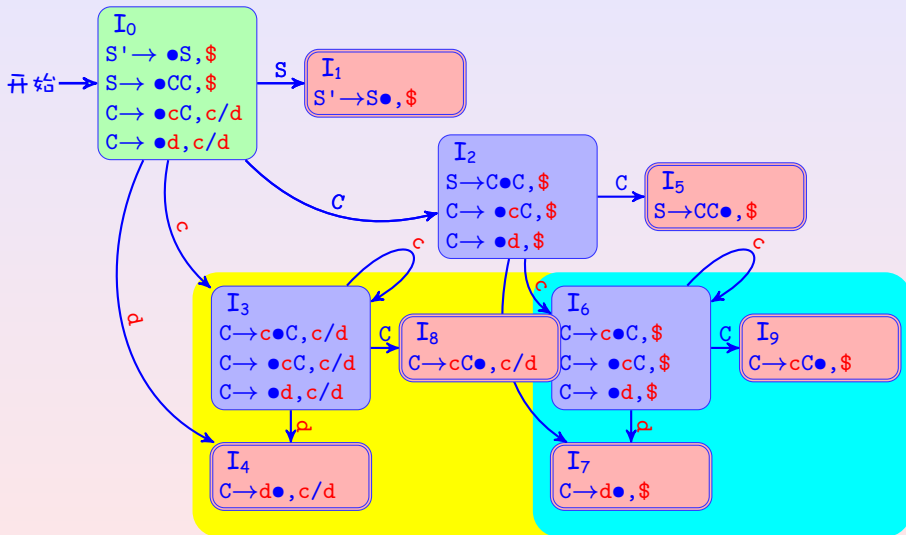 开始
I₀
S'→ ●S,$
S→ ●CC,$
C→ ●cC,c/d
C→ ●d,c/d
S
I₁
S'→S●,$
C
I₂
S→C●C,$
C→ ●cC,$
C→ ●d,$
C
I₅
S→CC●,$
c
d
I₃
C→c●C,c/d
C→ ●cC,c/d
C→ ●d,c/d
c
C
I₈
C→cC●,c/d
d
I₄
C→d●,c/d
c
I₆
C→c●C,$
C→ ●cC,$
C→ ●d,$
c
C
I₉
C→cC●,$
d
I₇
C→d●,$